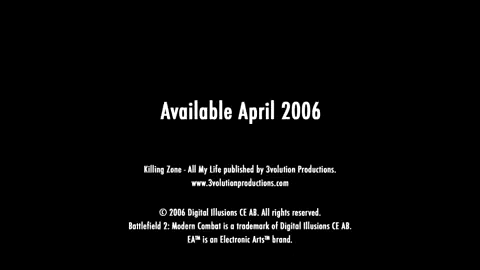 Available April 2006
Killing Zone - All My Life published by 3volution Productions.
www.3volutionproductions.com
© 2006 Digital Illusions CE AB. All rights reserved.
Battlefield 2: Modern Combat is a trademark of Digital Illusions CE AB.
EA™ is an Electronic Arts™ brand.